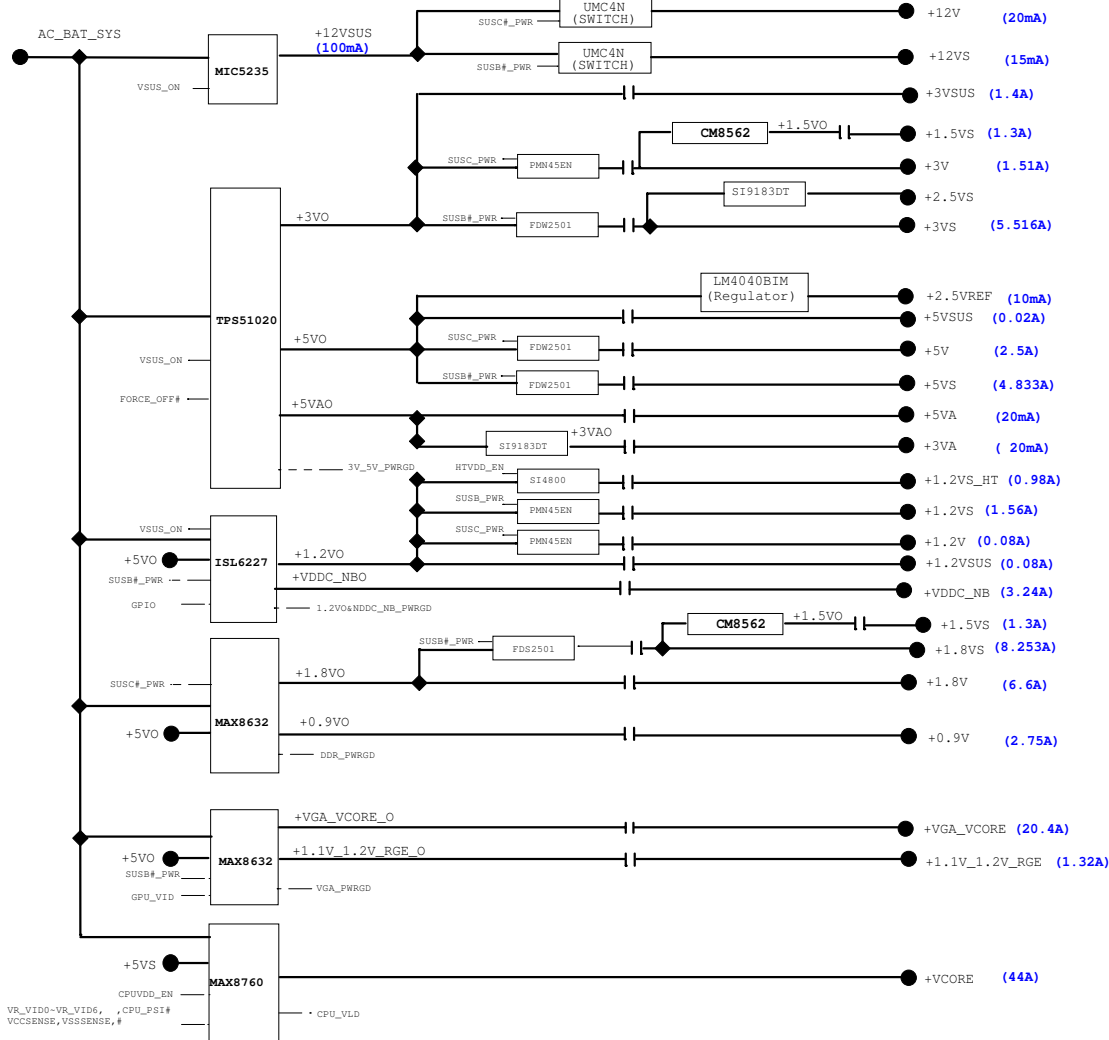 UMC4N
(SWITCH)
SUSC#_PWR
+12V (20mA)
AC_BAT_SYS
+12VSUS
(100mA)
MIC5235
VSUS_ON
UMC4N
(SWITCH)
SUSB#_PWR
+12VS (15mA)
+3VSUS (1.4A)
CM8562
+1.5VO
+1.5VS (1.3A)
SUSC_PWR
PMN45EN
+3V (1.51A)
SI9183DT
+2.5VS
+3VO
SUSB#_PWR
FDW2501
+3VS (5.516A)
LM4040BIM
(Regulator)
+2.5VREF (10mA)
TPS51020
+5VSUS (0.02A)
+5VO
SUSC_PWR
FDW2501
+5V (2.5A)
VSUS_ON
SUSB#_PWR
FDW2501
+5VS (4.833A)
FORCE_OFF#
+5VAO
+5VA (20mA)
SI9183DT
+3VAO
+3VA ( 20mA)
3V_5V_PWRGD
HTVDD_EN
SI4800
+1.2VS_HT (0.98A)
SUSB_PWR
PMN45EN
+1.2VS (1.56A)
VSUS_ON
SUSC_PWR
PMN45EN
+1.2V (0.08A)
+5VO
ISL6227
+1.2VO
+1.2VSUS (0.08A)
SUSB#_PWR
+VDDC_NBO
+VDDC_NB (3.24A)
GPIO
1.2VO&NDDC_NB_PWRGD
CM8562
+1.5VO
+1.5VS (1.3A)
SUSB#_PWR
FDS2501
+1.8VS (8.253A)
SUSC#_PWR
+1.8VO
+1.8V (6.6A)
MAX8632
+5VO
+0.9VO
+0.9V (2.75A)
DDR_PWRGD
+VGA_VCORE_O
+VGA_VCORE (20.4A)
+5VO
MAX8632
+1.1V_1.2V_RGE_O
+1.1V_1.2V_RGE (1.32A)
SUSB#_PWR
GPU_VID
VGA_PWRGD
+5VS
MAX8760
+VCORE (44A)
CPUVDD_EN
VR_VID0~VR_VID6, ,CPU_PSI#
VCCSENSE,VSSSENSE,#
CPU_VLD